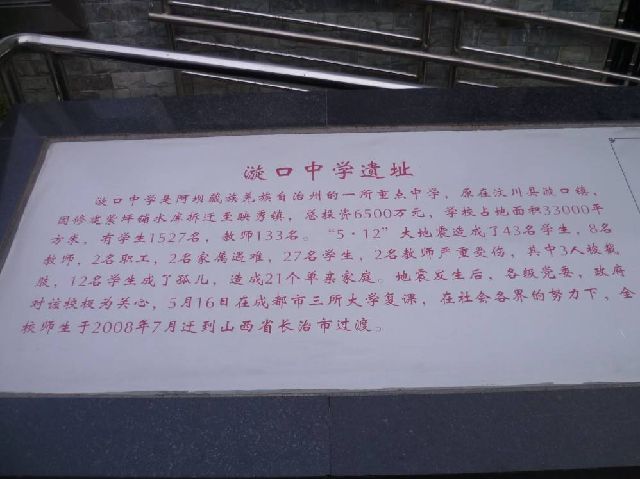 漩口中学遗址
漩口中学是阿坝藏族羌族自治州的一所重点中学，原在汶川县漩口镇，
因修建紫坪铺水库拆迁至映秀镇，总投资6500万元，学校占地面积33000平
方米，有学生1527名，教师133名。“5·12”大地震造成了43名学生，8名
教师，2名职工，2名家属遇难，27名学生，2名教师严重受伤，其中3人被截
肢，12名学生成了孤儿，造成21个单亲家庭。地震发生后，各级党委，政府
对该校极为关心，5月16日在成都市三所大学复课，在社会各界的努力下，全
校师生于2008年7月迁到山西省长治市过渡。